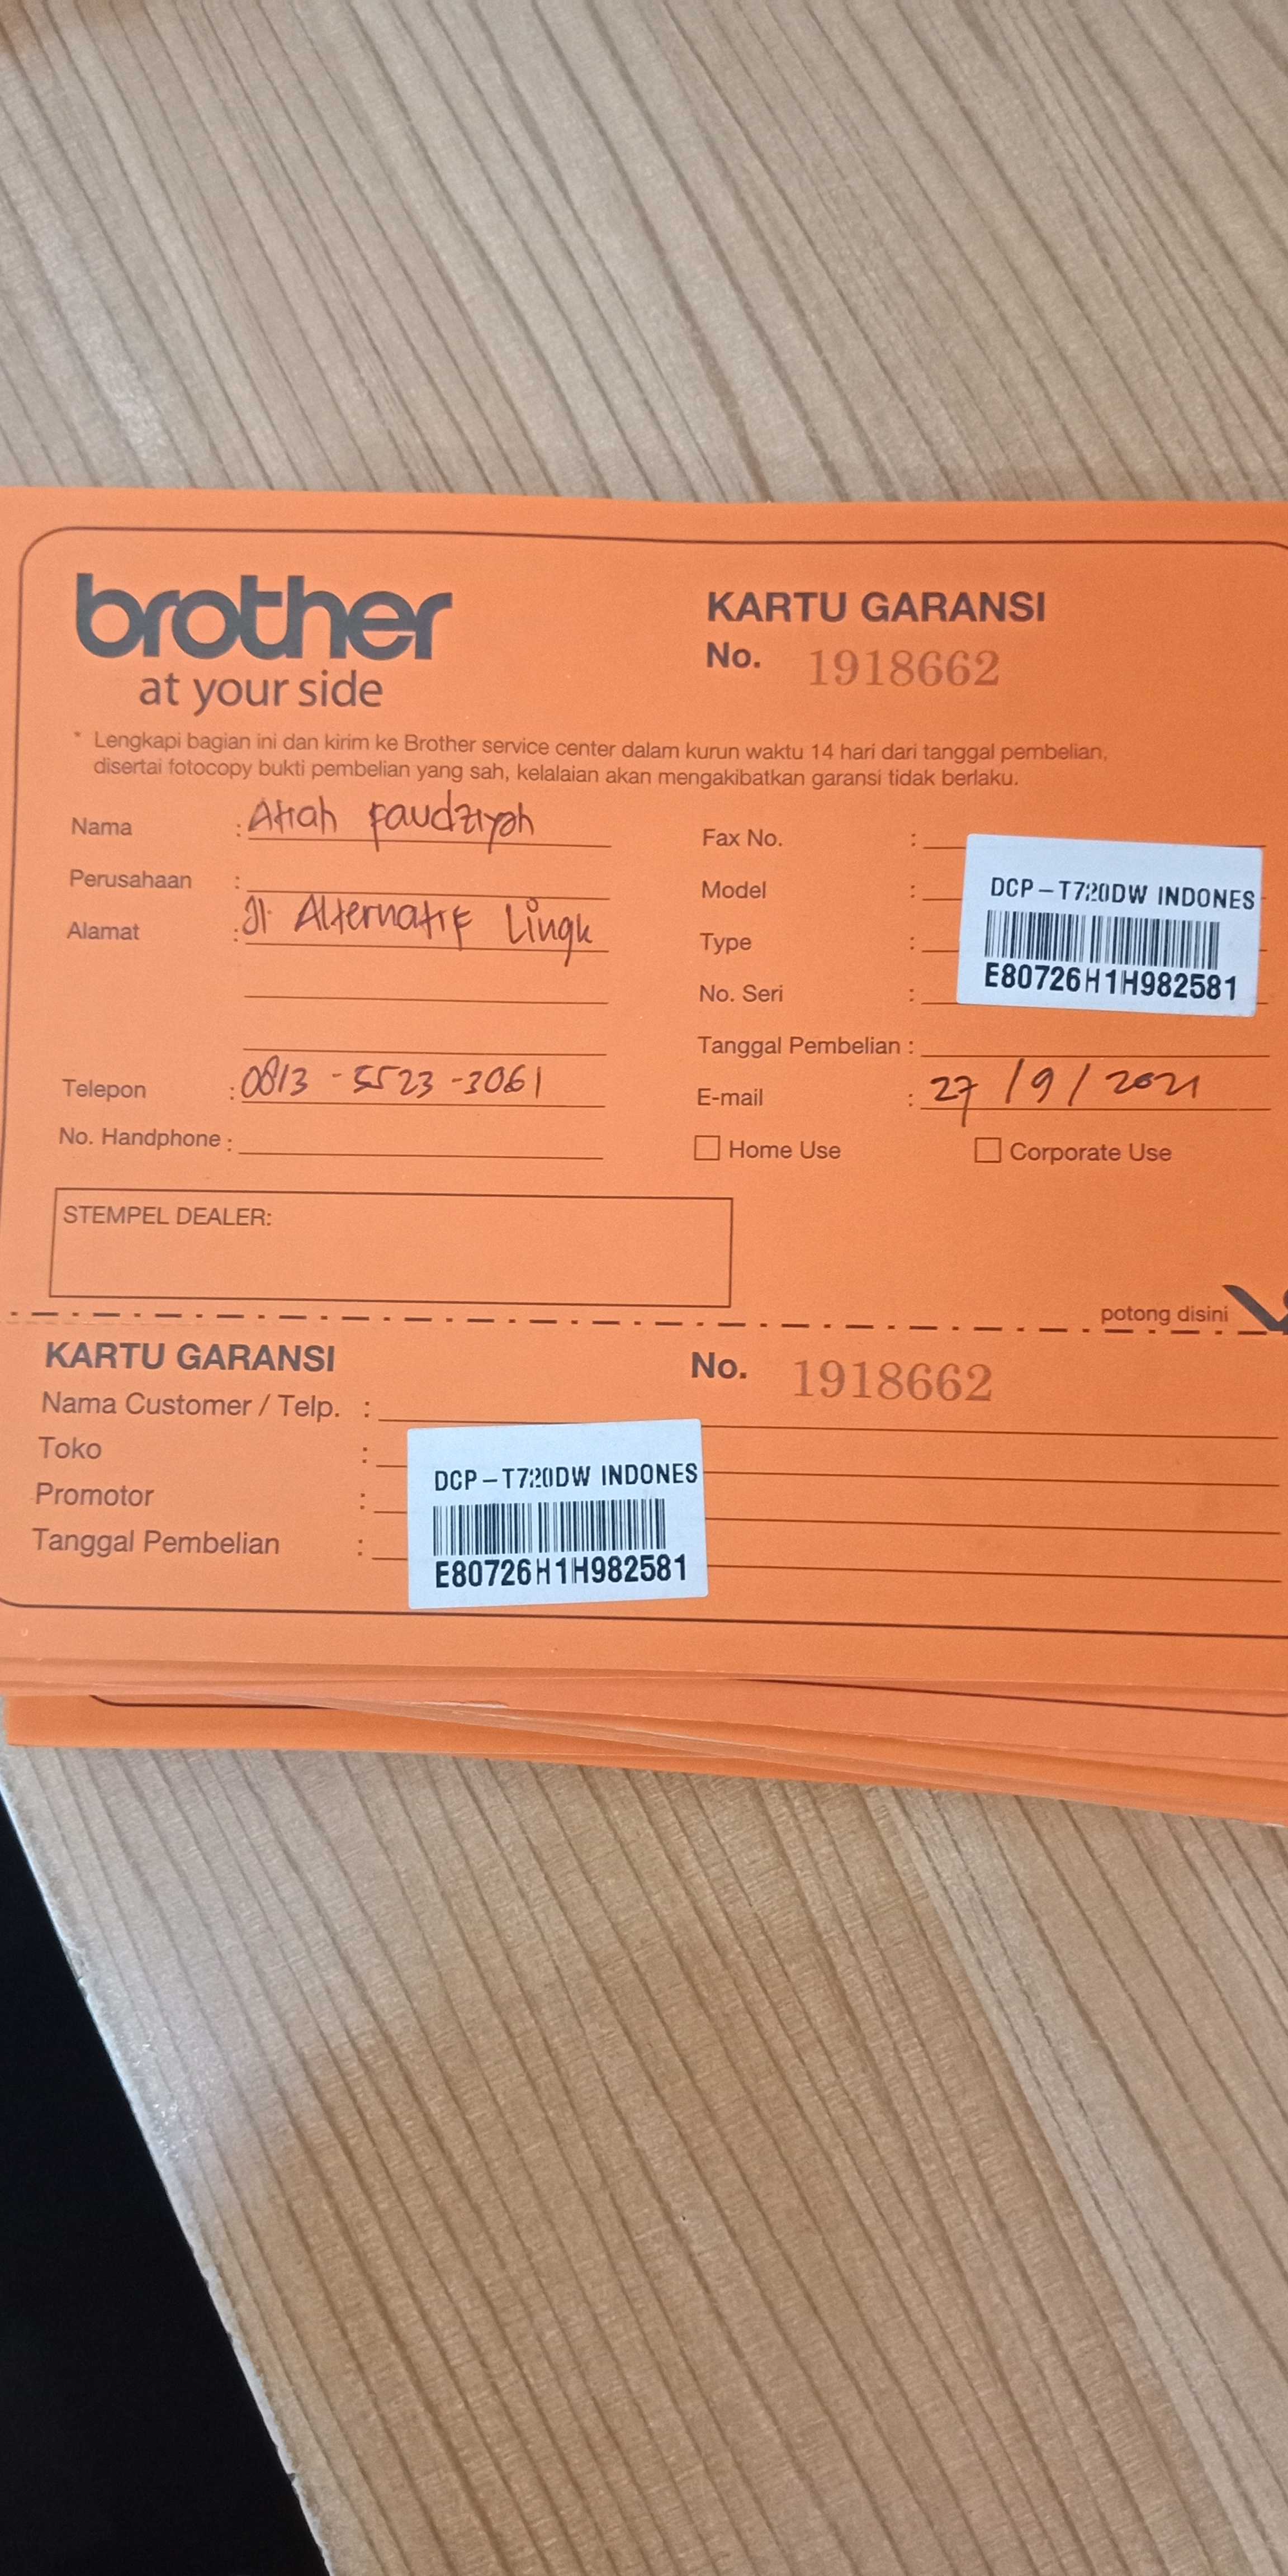 brother
at your side
KARTU GARANSI
No. 1918662
* Lengkapi bagian ini dan kirim ke Brother service center dalam kurun waktu 14 hari dari tanggal pembelian,
disertai fotocopy bukti pembelian yang sah, kelalaian akan mengakibatkan garansi tidak berlaku.
Nama : Atiah Faudziyah
Perusahaan :
Alamat : Jl. Alternatif Lingk
Telepon : 0813-5523-3061
No. Handphone :
Fax No. :
Model :
Type :
No. Seri :
DCP-T720DW INDONES
E80726H1H982581
Tanggal Pembelian :
E-mail : 27/9/2021
Home Use
Corporate Use
STEMPEL DEALER:
potong disini
KARTU GARANSI
No. 1918662
Nama Customer / Telp. :
Toko :
Promotor :
Tanggal Pembelian :
DCP-T720DW INDONES
E80726H1H982581